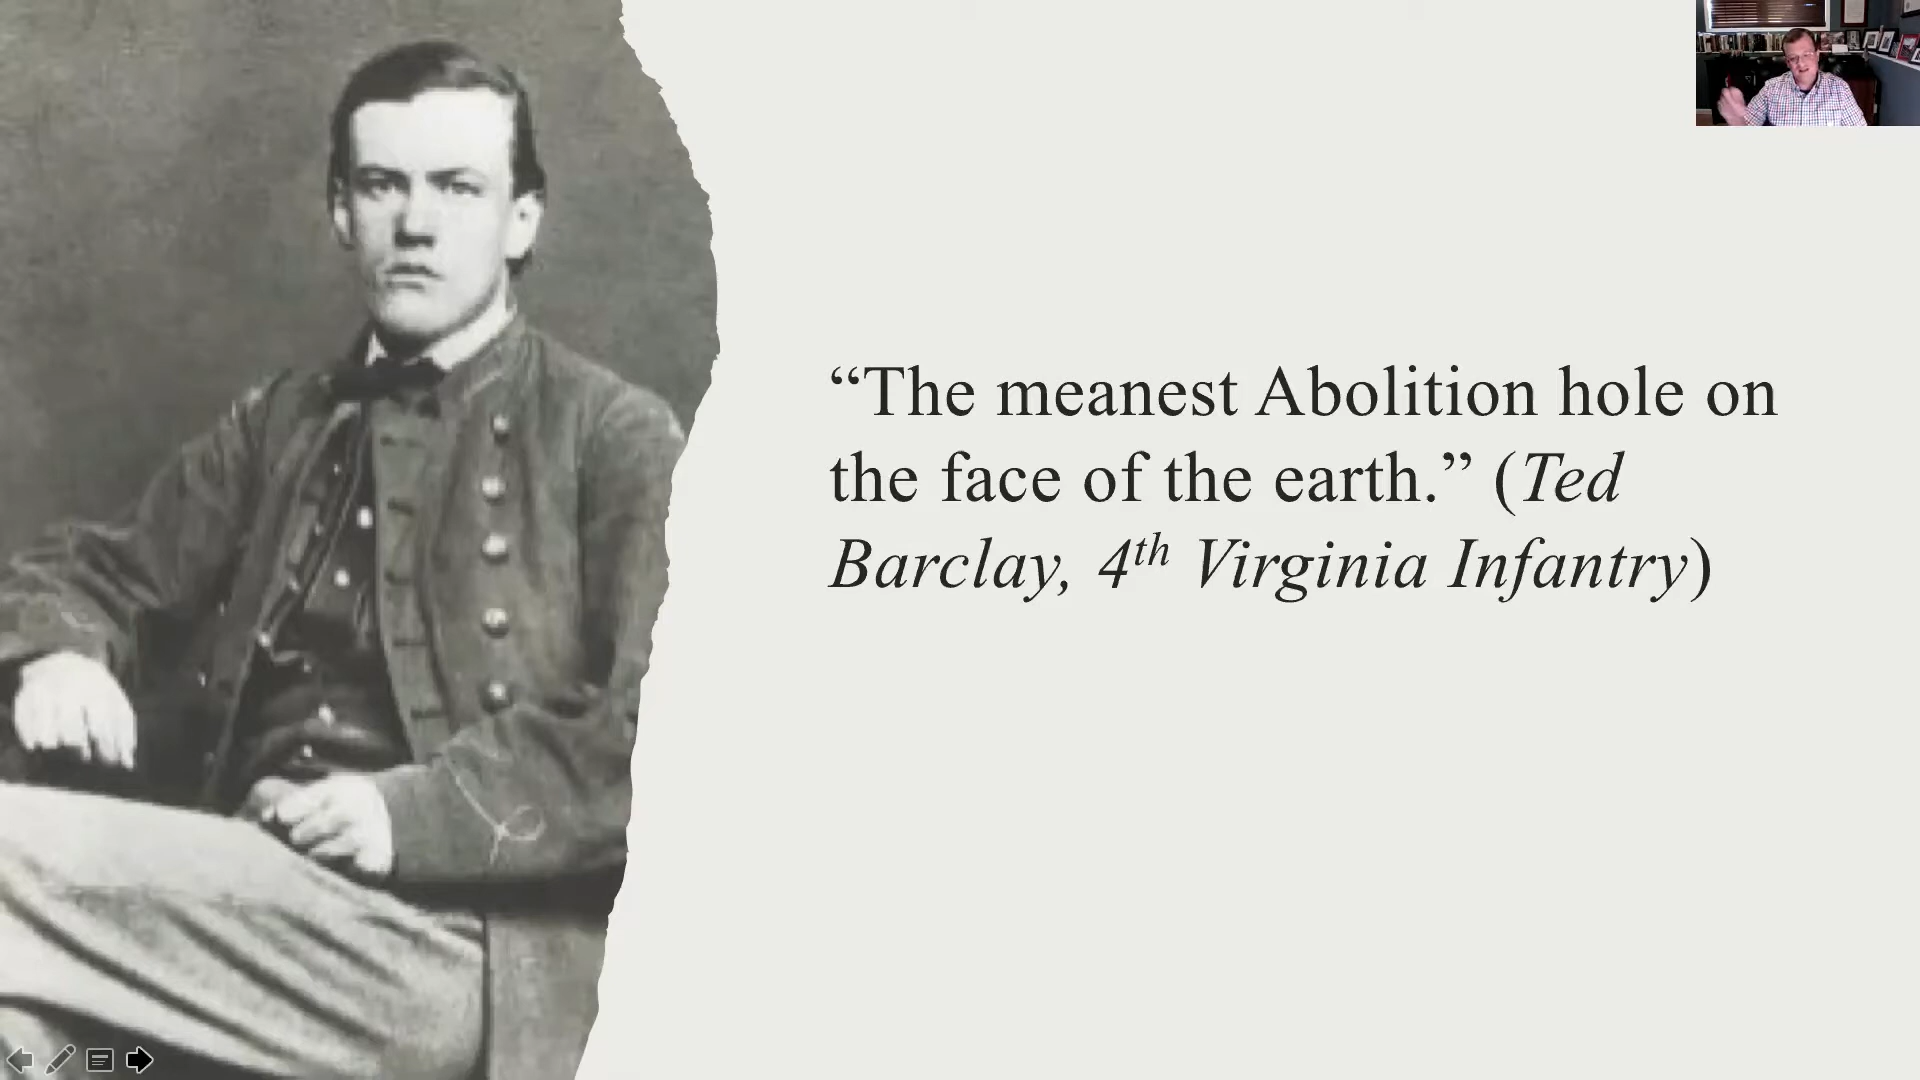 “The meanest Abolition hole on
the face of the earth.” (Ted
Barclay, 4th Virginia Infantry)